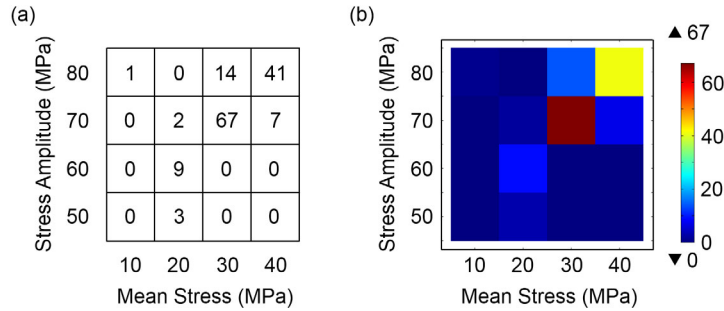 (a)
Stress Amplitude (MPa)
80 1 0 14 41
70 0 2 67 7
60 0 9 0 0
50 0 3 0 0
10 20 30 40
Mean Stress (MPa)
(b)
Stress Amplitude (MPa)
80
70
60
50
10 20 30 40
Mean Stress (MPa)
▲ 67
60
40
20
0
▼ 0